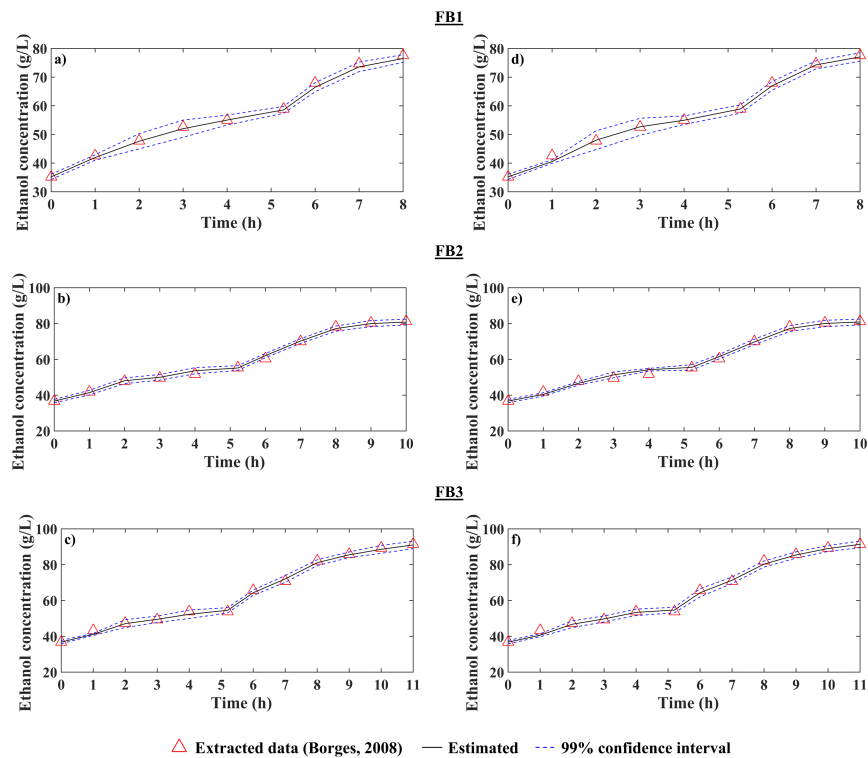 FB1
a)
Ethanol concentration (g/L)
80
70
60
50
40
30
0 1 2 3 4 5 6 7 8
Time (h)
d)
Ethanol concentration (g/L)
80
70
60
50
40
30
0 1 2 3 4 5 6 7 8
Time (h)
FB2
b)
Ethanol concentration (g/L)
100
80
60
40
20
0 1 2 3 4 5 6 7 8 9 10
Time (h)
e)
Ethanol concentration (g/L)
100
80
60
40
20
0 1 2 3 4 5 6 7 8 9 10
Time (h)
FB3
c)
Ethanol concentration (g/L)
100
80
60
40
20
0 1 2 3 4 5 6 7 8 9 10 11
Time (h)
f)
Ethanol concentration (g/L)
100
80
60
40
20
0 1 2 3 4 5 6 7 8 9 10 11
Time (h)
Extracted data (Borges, 2008) Estimated 99% confidence interval